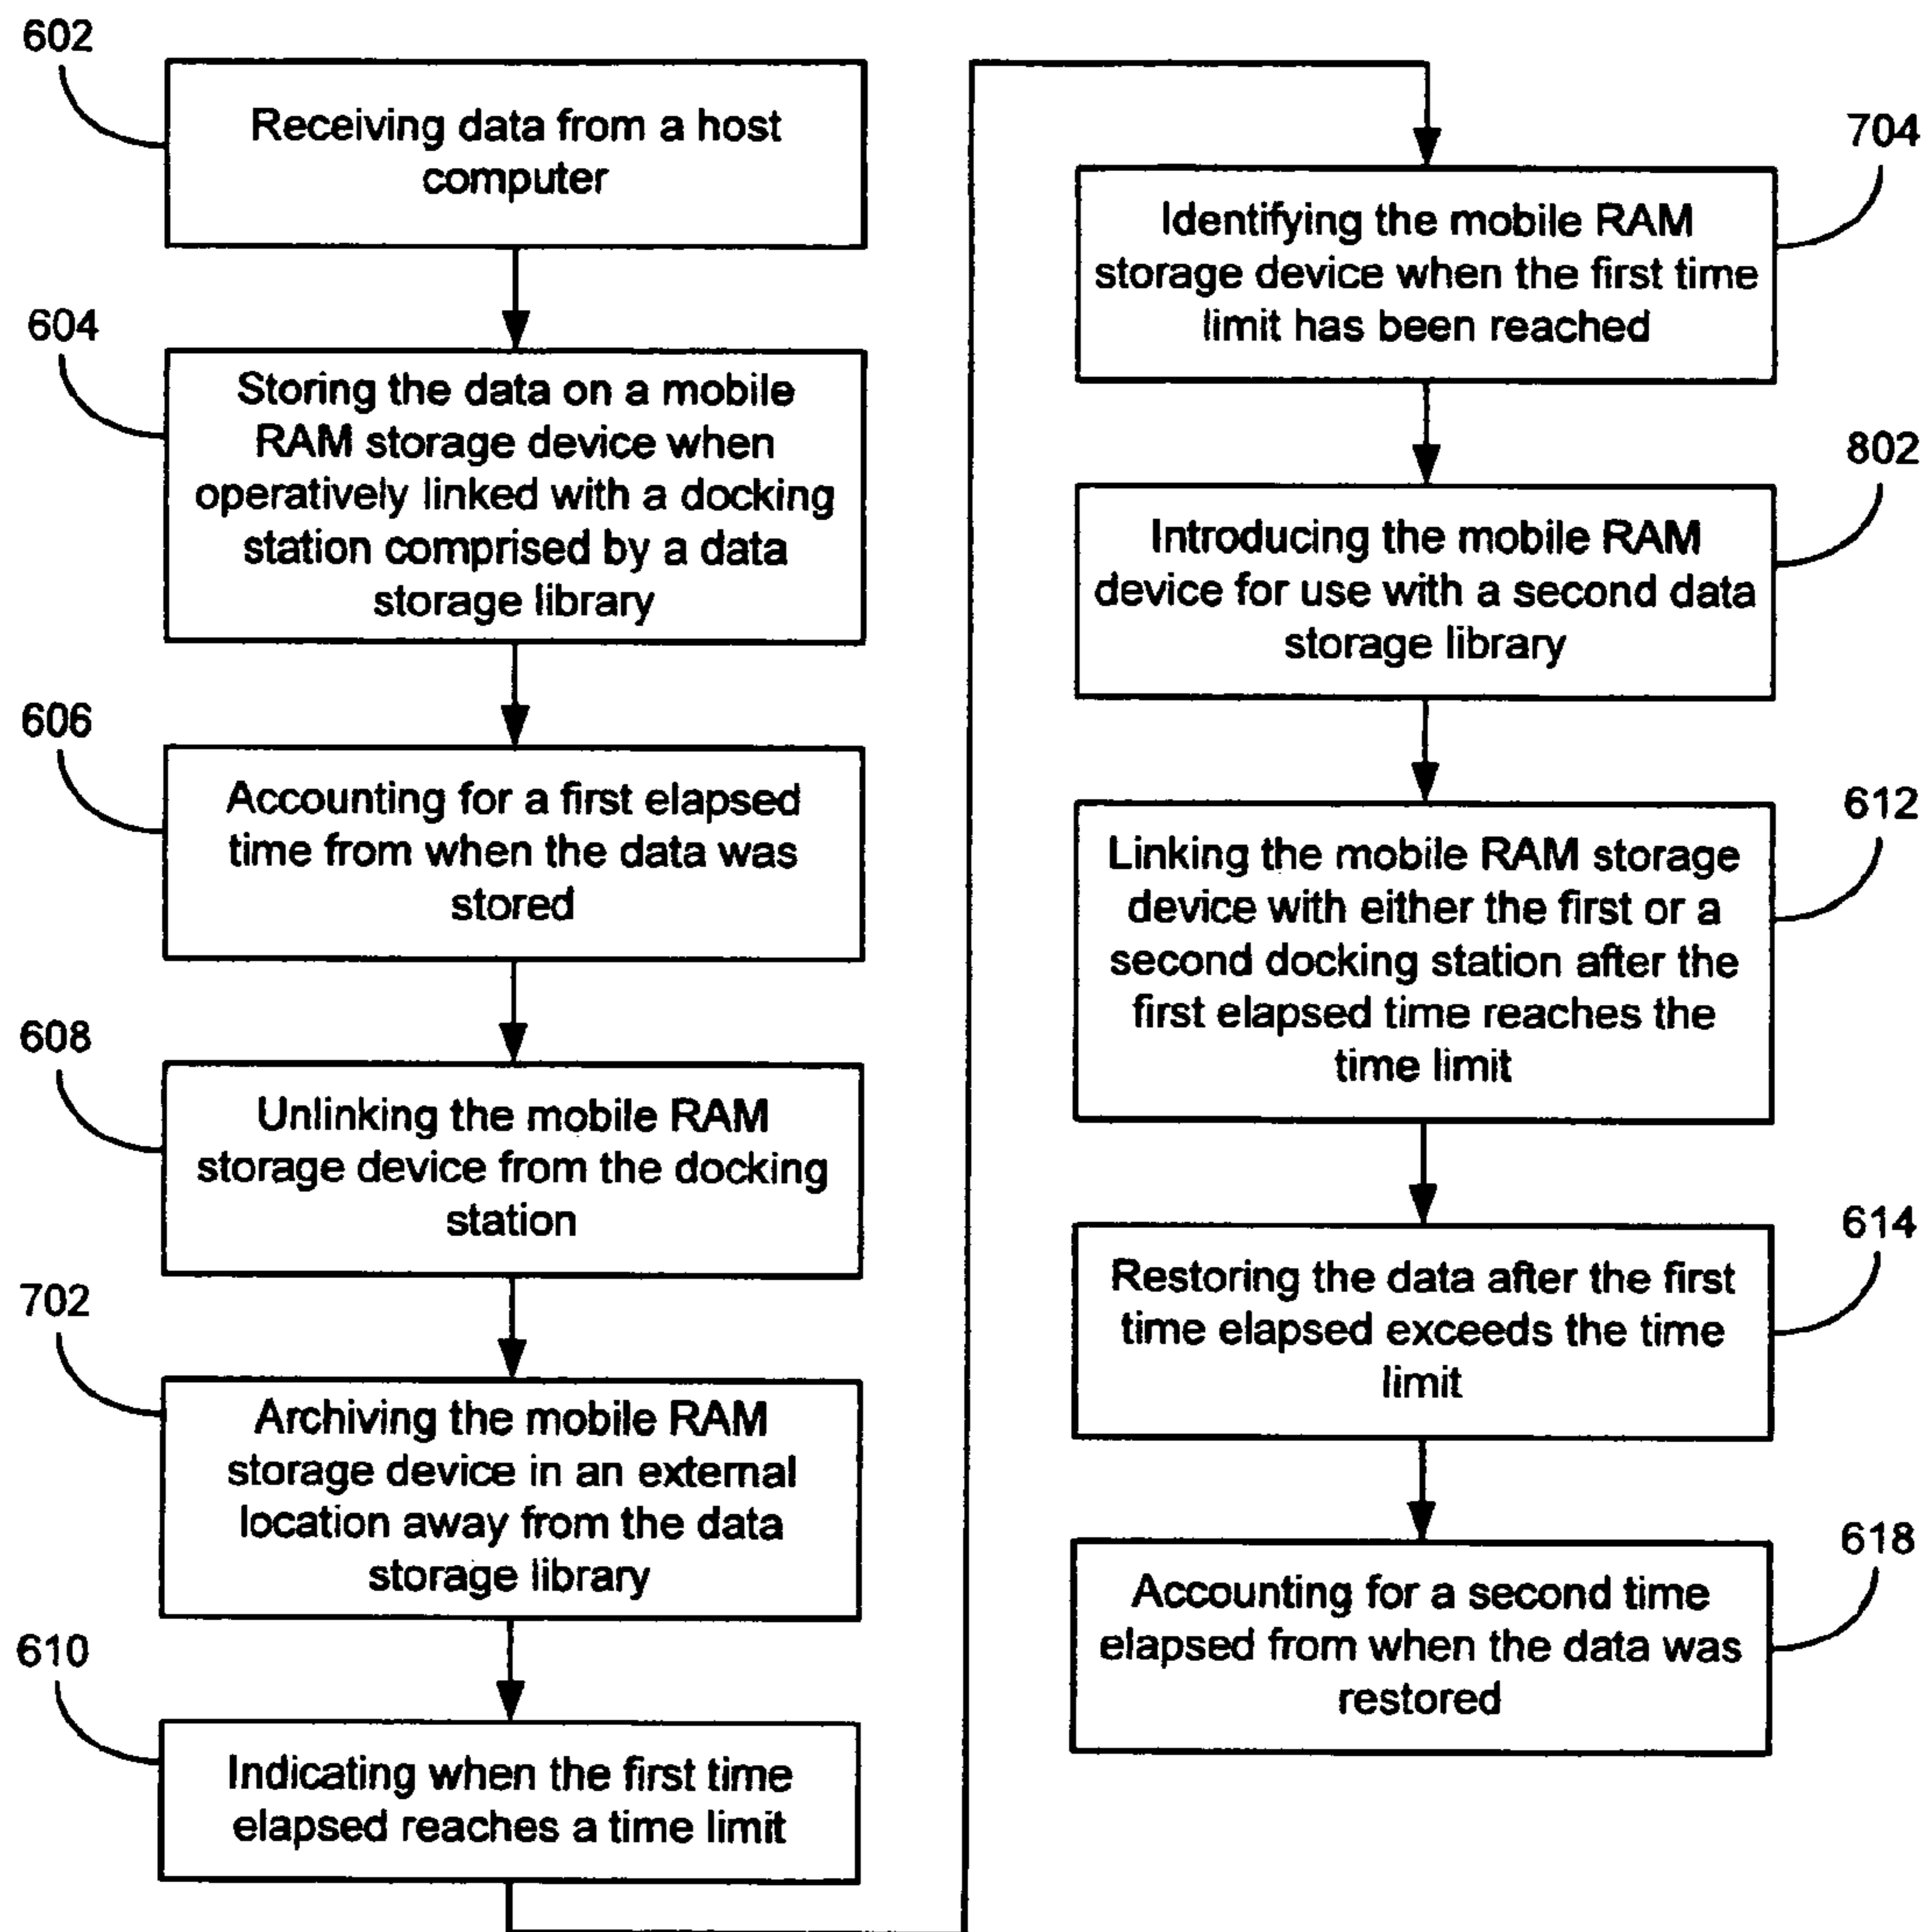 602
Receiving data from a host
computer
604
Storing the data on a mobile
RAM storage device when
operatively linked with a docking
station comprised by a data
storage library
606
Accounting for a first elapsed
time from when the data was
stored
608
Unlinking the mobile RAM
storage device from the docking
station
702
Archiving the mobile RAM
storage device in an external
location away from the data
storage library
610
Indicating when the first time
elapsed reaches a time limit
704
Identifying the mobile RAM
storage device when the first time
limit has been reached
802
Introducing the mobile RAM
device for use with a second data
storage library
612
Linking the mobile RAM storage
device with either the first or a
second docking station after the
first elapsed time reaches the
time limit
614
Restoring the data after the first
time elapsed exceeds the time
limit
618
Accounting for a second time
elapsed from when the data was
restored